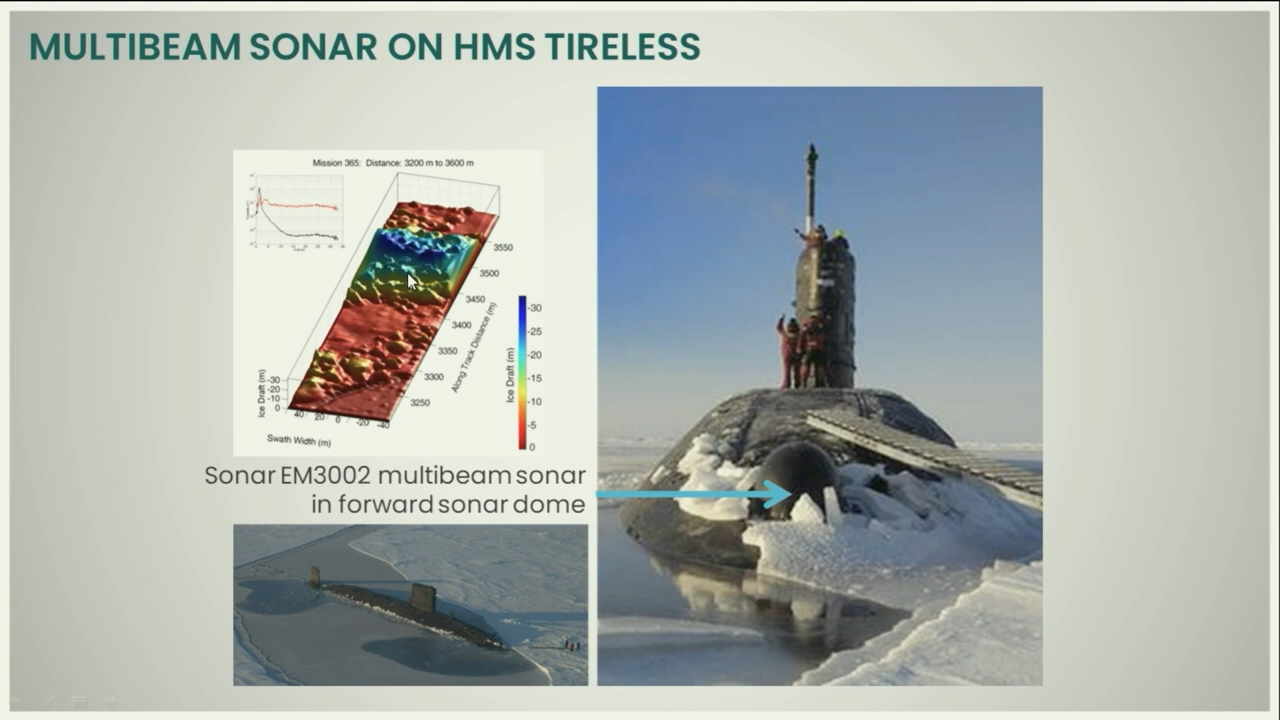 MULTIBEAM SONAR ON HMS TIRELESS
Mission 365: Distance: 3200 m to 3600 m
3550
3500
3450
3400
3350
3300
3250
Along Track Distance (m)
-30
-25
-20
-15
-10
-5
0
Ice Draft (m)
Ice Draft (m)
-30
-20
-10
0
40 20 0 -20 -40
Swath Width (m)
Sonar EM3002 multibeam sonar
in forward sonar dome